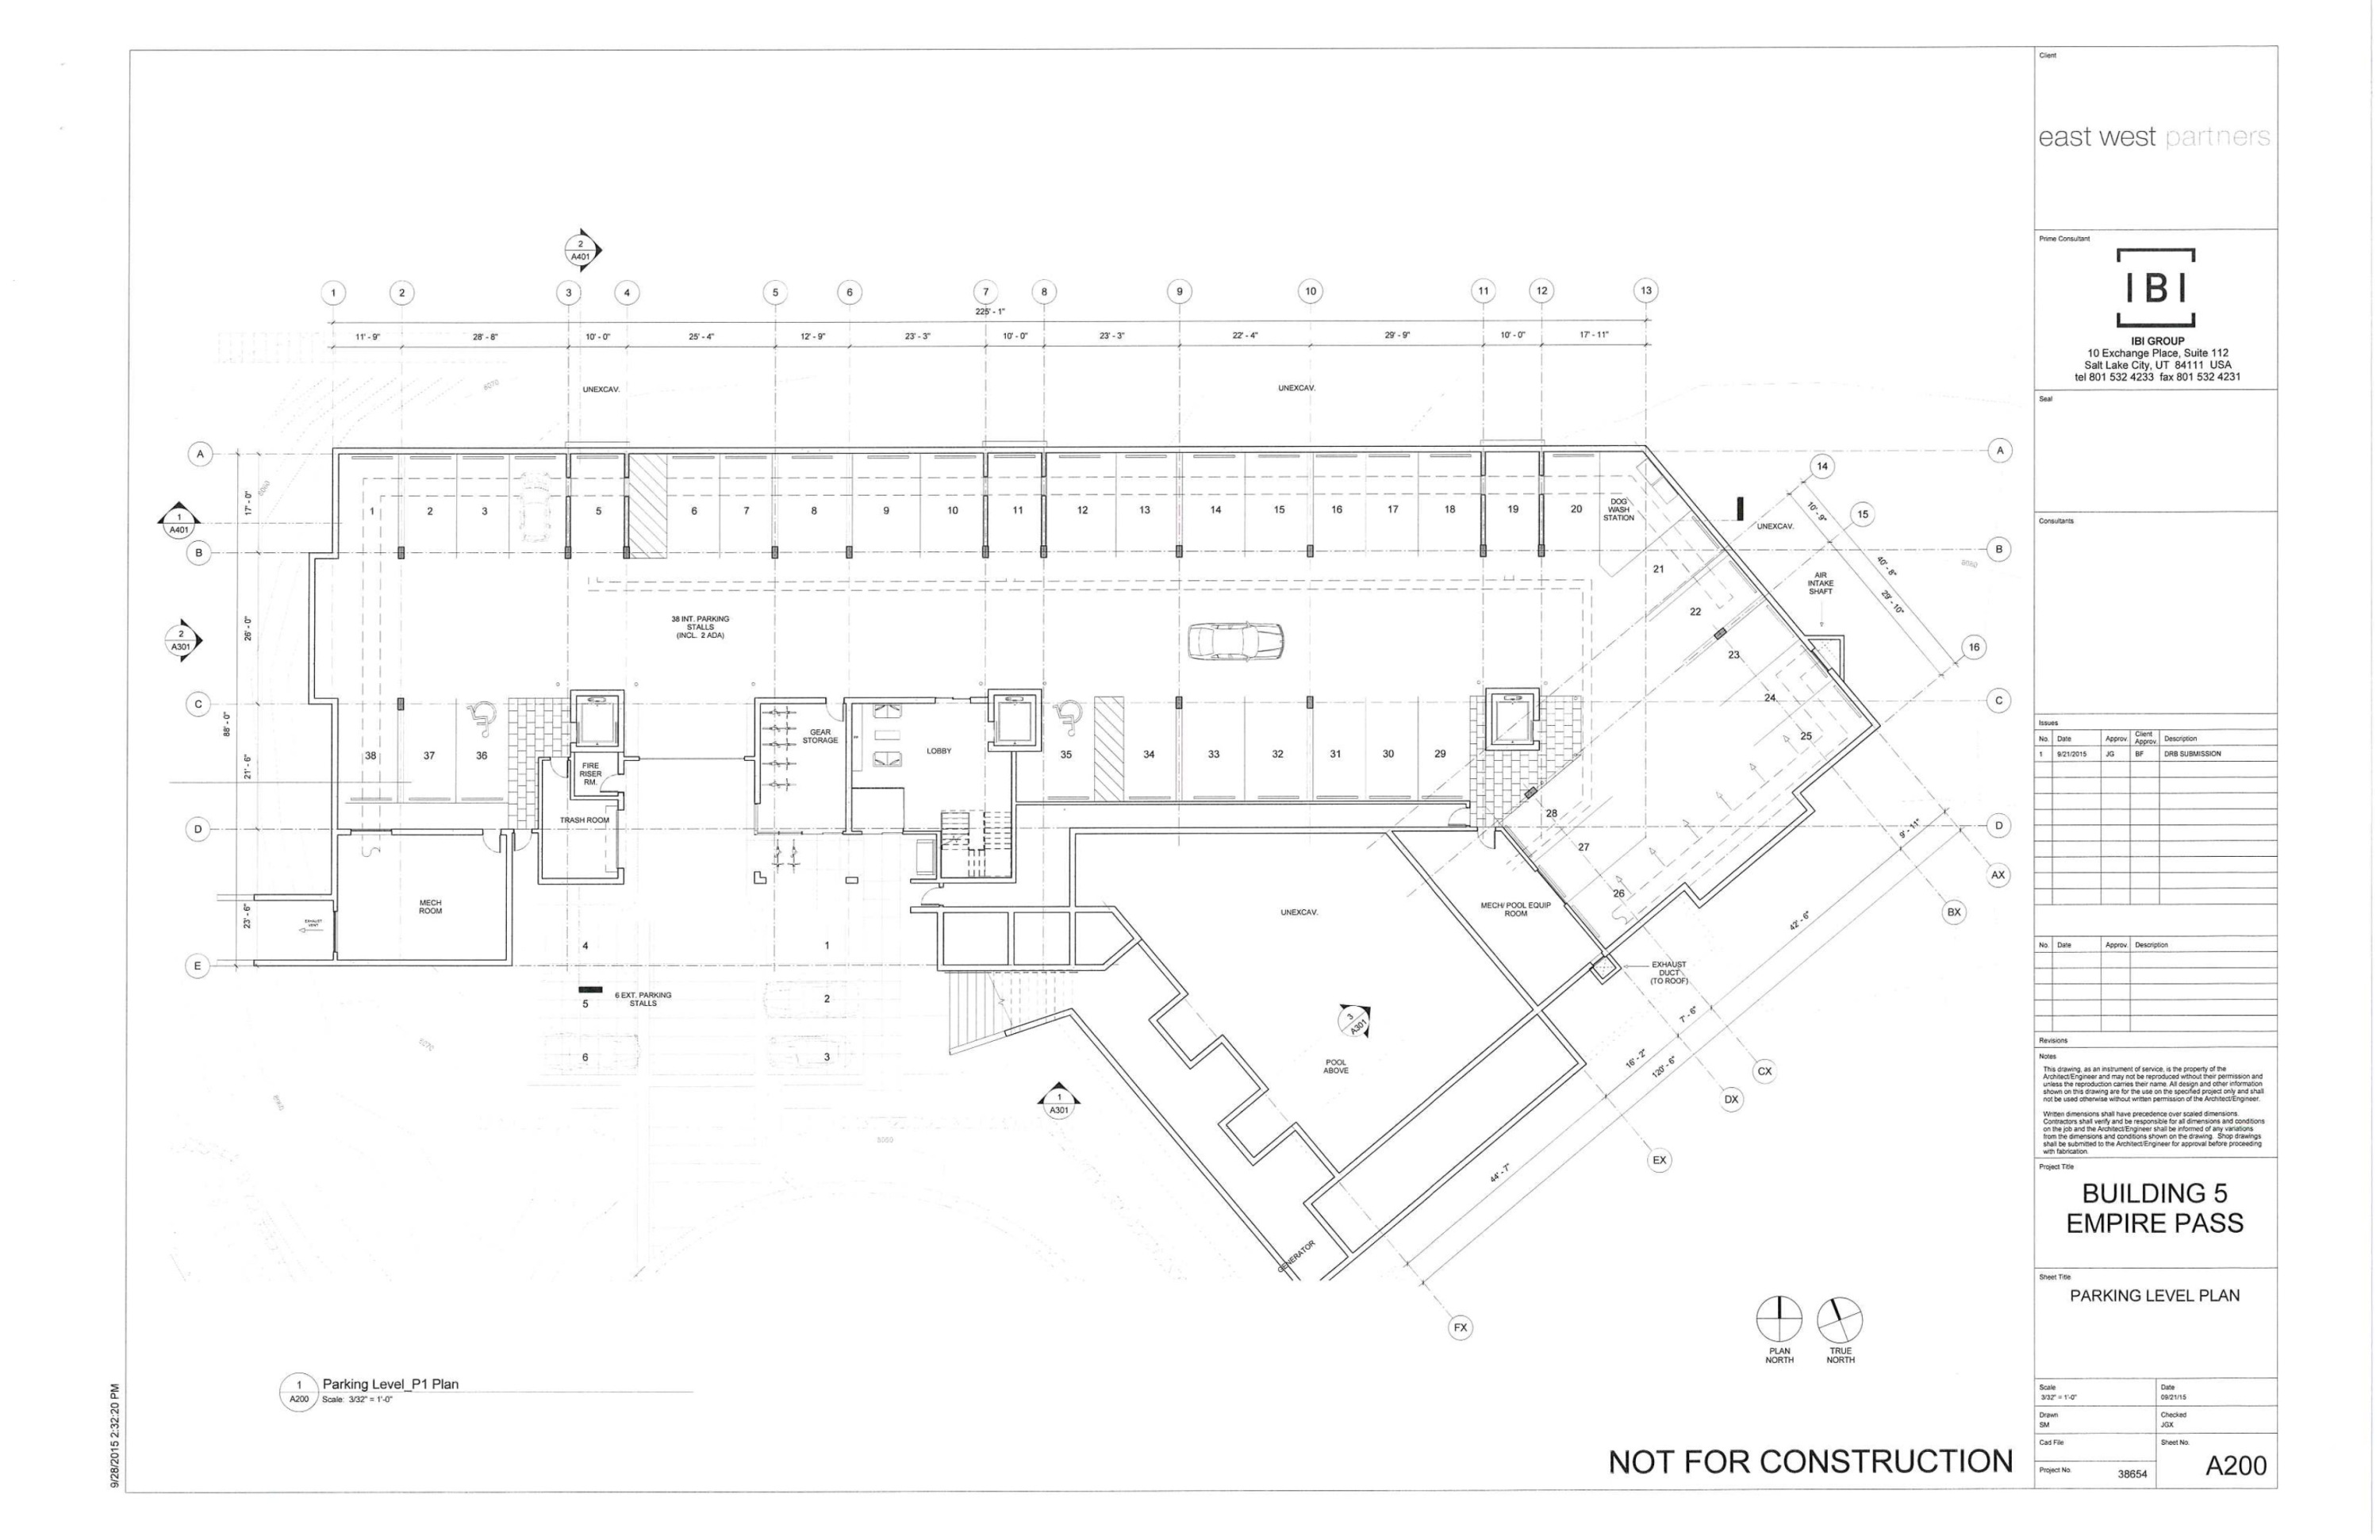 Client
east west partners
Prime Consultant
IBI
IBI GROUP
10 Exchange Place, Suite 112
Salt Lake City, UT 84111 USA
tel 801 532 4233 fax 801 532 4231
Seal
Consultants
Issues
No. Date Approv. Client Approv. Description
1 9/21/2015 JG BF DRB SUBMISSION
No. Date Approv. Description
Revisions
Notes
This drawing, as an instrument of service, is the property of the
Architect/Engineer and may not be reproduced without their permission and
unless the reproduction carries their name. All design and other information
shown on this drawing are for the use on the specified project only and shall
not be used otherwise without written permission of the Architect/Engineer.
Written dimensions shall have precedence over scaled dimensions.
Contractors shall verify and be responsible for all dimensions and conditions
on the job and the Architect/Engineer shall be informed of any variations
from the dimensions and conditions shown on the drawing. Shop drawings
shall be submitted to the Architect/Engineer for approval before proceeding
with fabrication.
Project Title
BUILDING 5
EMPIRE PASS
Sheet Title
PARKING LEVEL PLAN
Scale
3/32" = 1'-0"
Date
09/21/15
Drawn
SM
Checked
JGX
Cad File
Sheet No.
A200
Project No.
38654
2
A401
1 2 3 4 5 6 7 8 9 10 11 12 13
225' - 1"
11' - 9" 28' - 8" 10' - 0" 25' - 4" 12' - 9" 23' - 3" 10' - 0" 23' - 3" 22' - 4" 29' - 9" 10' - 0" 17' - 11"
UNEXCAV.
UNEXCAV.
6070
A
A
14
15
16
10' - 9"
40' - 8"
29' - 10"
17' - 0"
1
A401
1 2 3 5 6 7 8 9 10 11 12 13 14 15 16 17 18 19 20
DOG
WASH
STATION
UNEXCAV.
B
B
21
22
23
24
25
AIR
INTAKE
SHAFT
26' - 0"
2
A301
38 INT. PARKING
STALLS
(INCL. 2 ADA)
C
C
88' - 0"
21' - 6"
38 37 36
FIRE
RISER
RM.
TRASH ROOM
GEAR
STORAGE
LOBBY
35 34 33 32 31 30 29
28
27
26
D
D
9' - 11"
AX
BX
CX
DX
EX
FX
MECH
ROOM
EXHAUST
VENT
23' - 6"
E
4 1
5 2
6 3
6 EXT. PARKING
STALLS
UNEXCAV.
MECH/ POOL EQUIP
ROOM
EXHAUST
DUCT
(TO ROOF)
42' - 6"
7' - 6"
16' - 2"
120' - 6"
44' - 7"
3
A301
POOL
ABOVE
1
A301
GENERATOR
PLAN
NORTH
TRUE
NORTH
1
A200
Parking Level_P1 Plan
Scale: 3/32" = 1'-0"
NOT FOR CONSTRUCTION
9/28/2015 2:32:20 PM